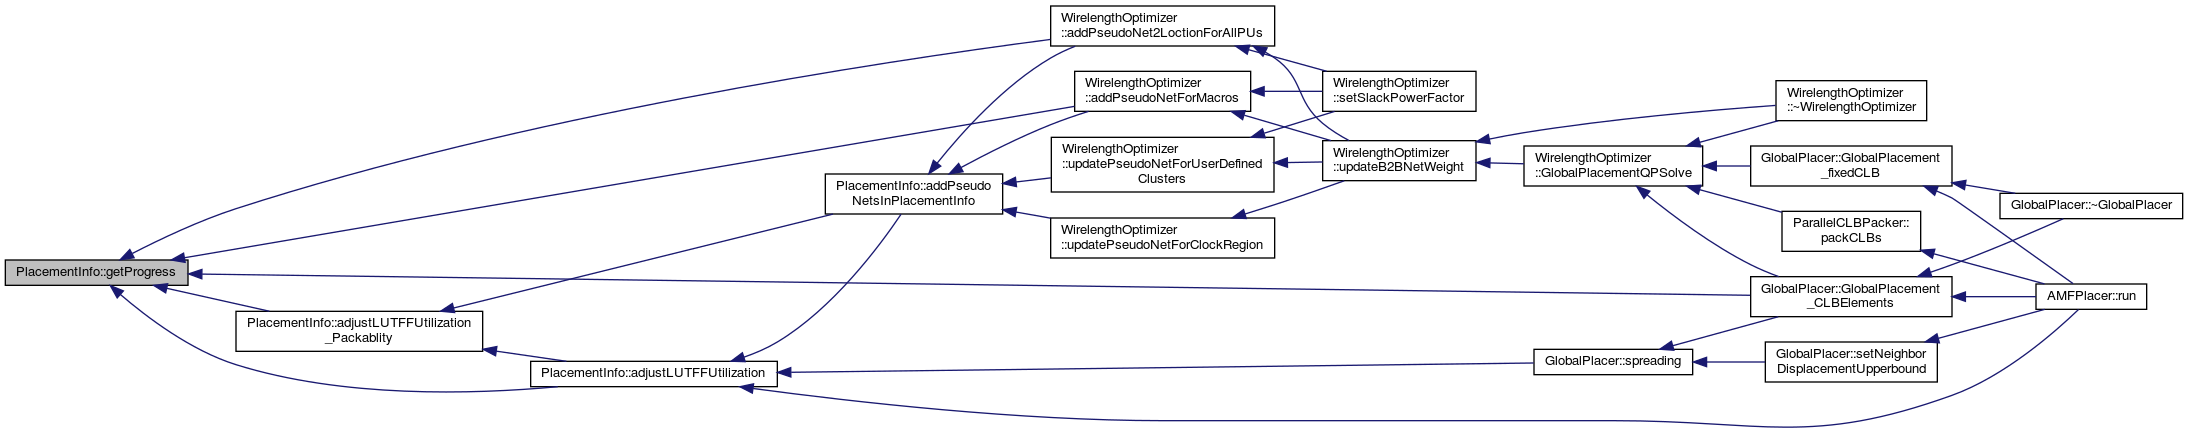 PlacementInfo::getProgress
PlacementInfo::adjustLUTFFUtilization
_Packablity
PlacementInfo::adjustLUTFFUtilization
PlacementInfo::addPseudo
NetsInPlacementInfo
WirelengthOptimizer
::addPseudoNet2LoctionForAllPUs
WirelengthOptimizer
::addPseudoNetForMacros
WirelengthOptimizer
::updatePseudoNetForUserDefined
Clusters
WirelengthOptimizer
::updatePseudoNetForClockRegion
WirelengthOptimizer
::setSlackPowerFactor
WirelengthOptimizer
::updateB2BNetWeight
WirelengthOptimizer
::GlobalPlacementQPSolve
GlobalPlacer::spreading
WirelengthOptimizer
::~WirelengthOptimizer
GlobalPlacer::GlobalPlacement
_fixedCLB
ParallelCLBPacker::
packCLBs
GlobalPlacer::GlobalPlacement
_CLBElements
GlobalPlacer::setNeighbor
DisplacementUpperbound
GlobalPlacer::~GlobalPlacer
AMFPlacer::run